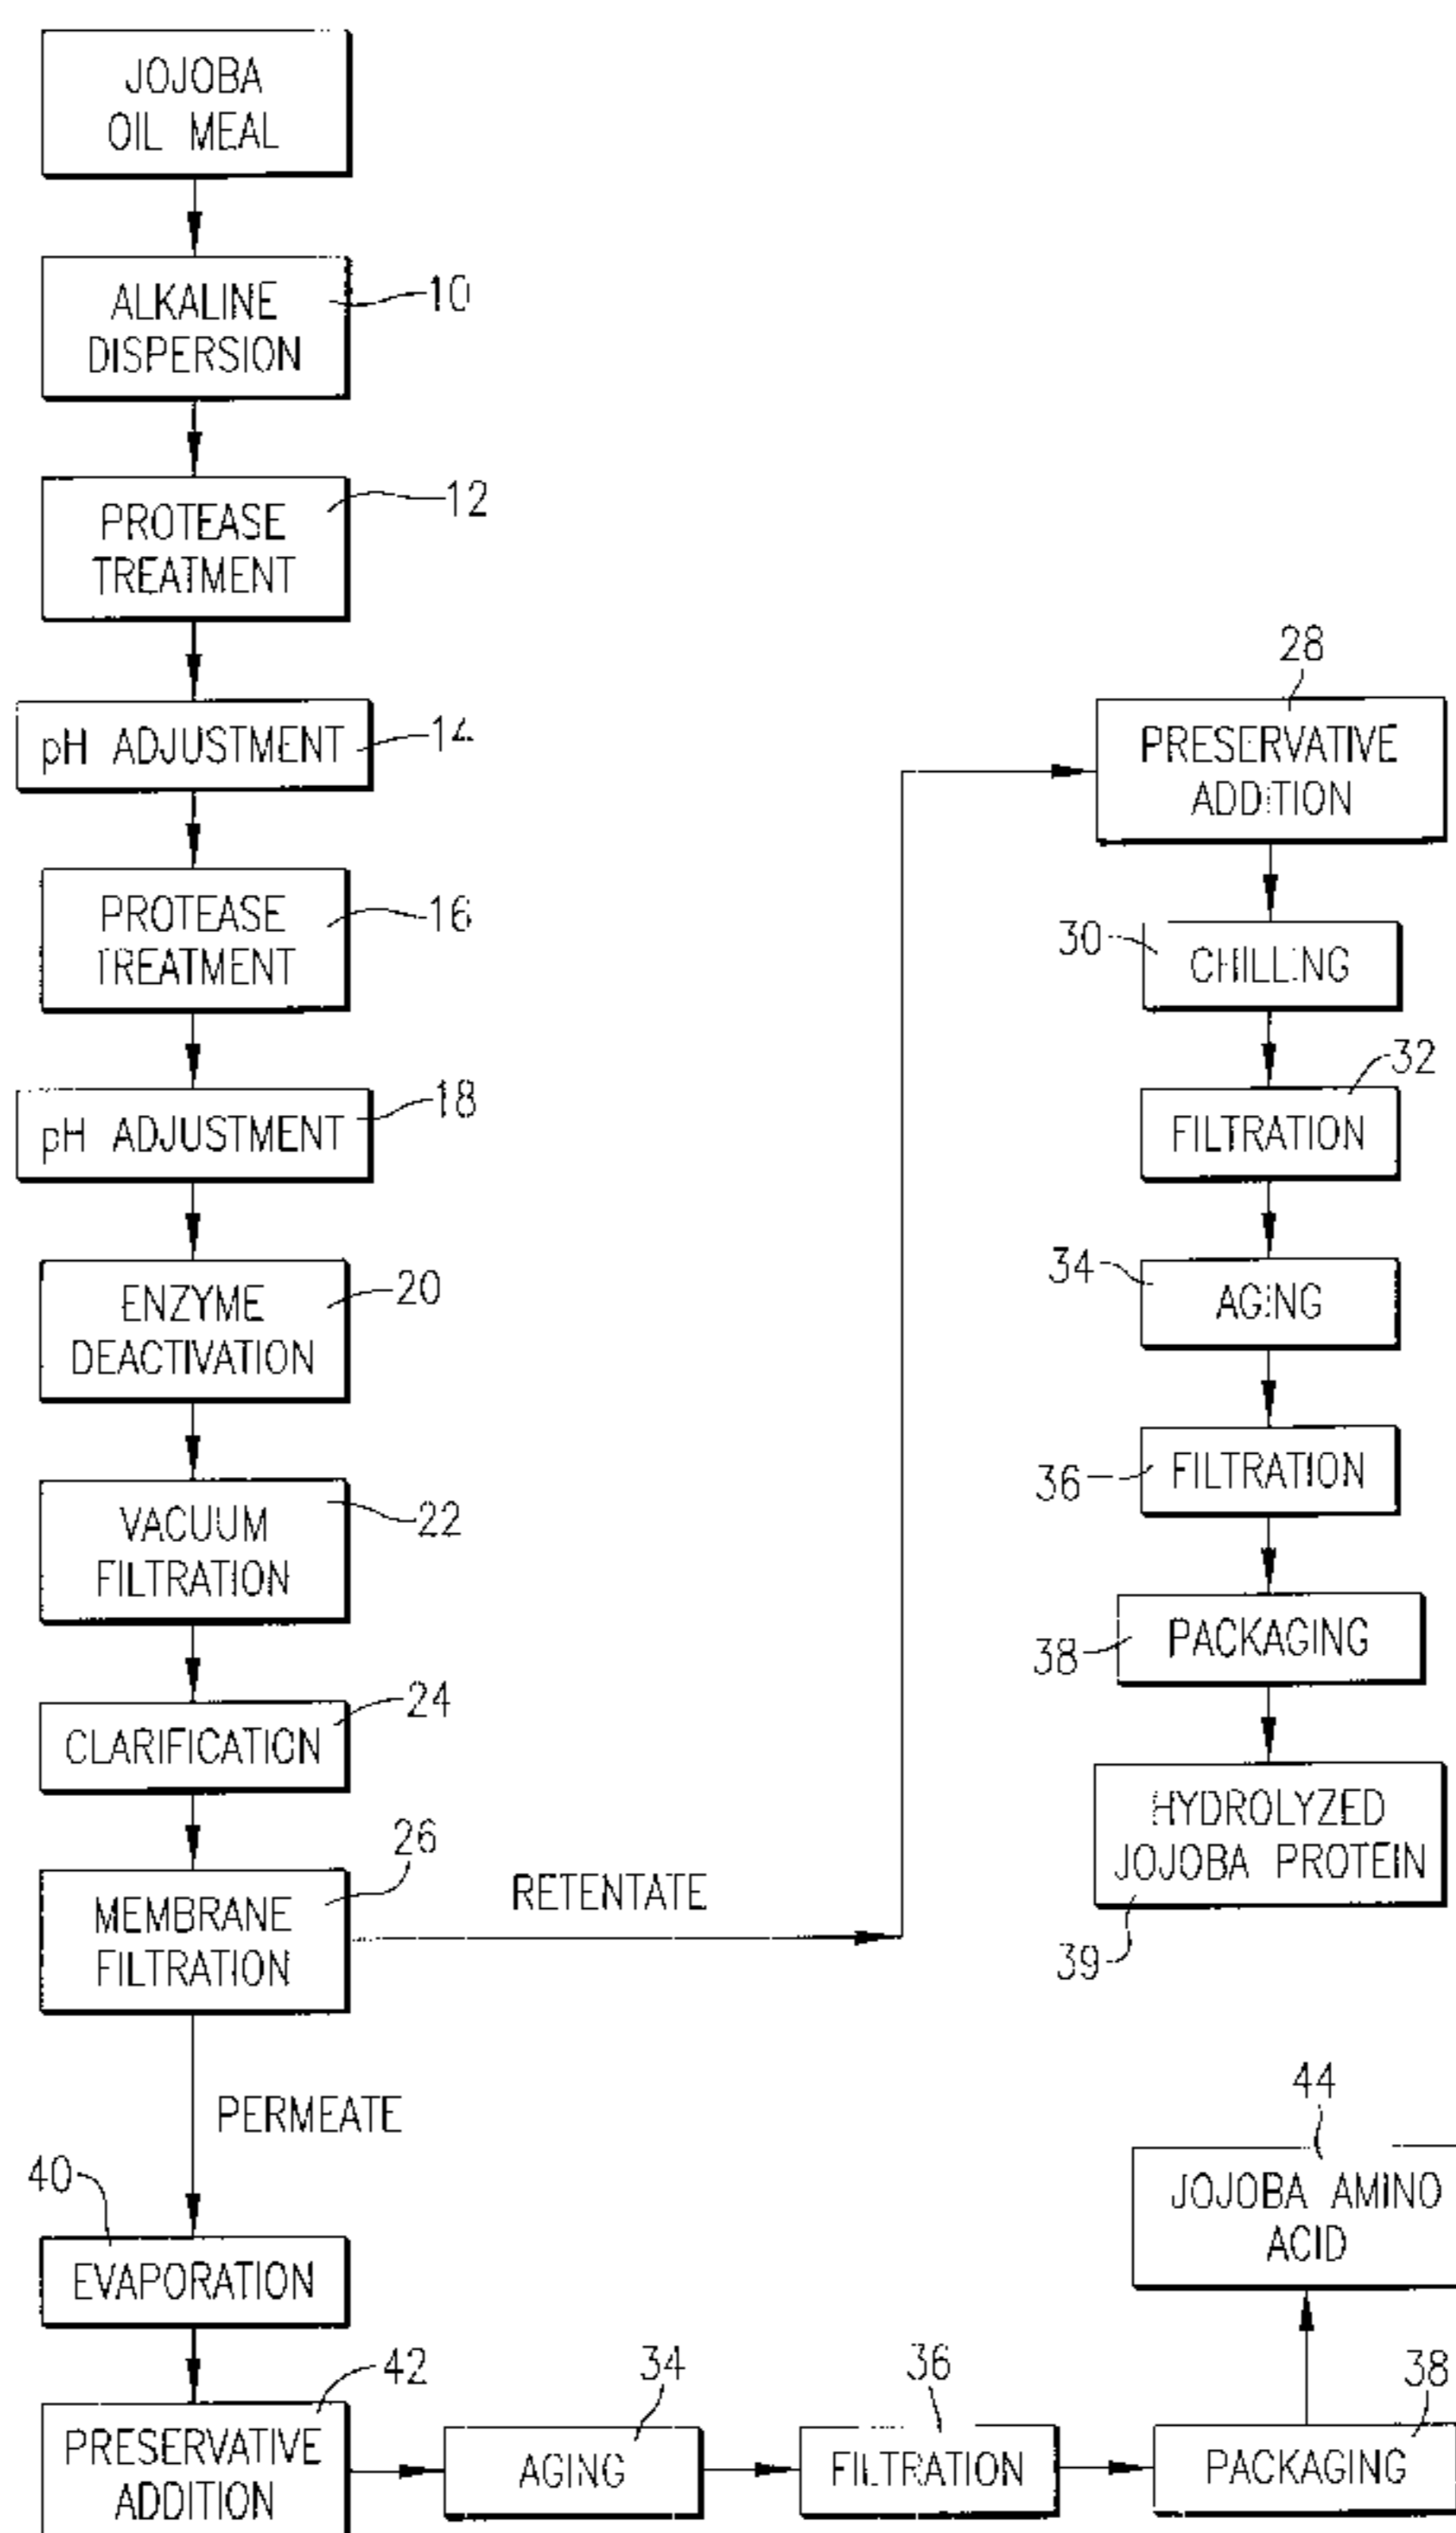 JOJOBA
OIL MEAL
ALKALINE
DISPERSION
10
PROTEASE
TREATMENT
12
pH ADJUSTMENT
14
PROTEASE
TREATMENT
16
pH ADJUSTMENT
18
ENZYME
DEACTIVATION
20
VACUUM
FILTRATION
22
CLARIFICATION
24
MEMBRANE
FILTRATION
26
RETENTATE
28
PRESERVATIVE
ADDITION
30
CHILLING
32
FILTRATION
34
AGING
36
FILTRATION
38
PACKAGING
HYDROLYZED
JOJOBA PROTEIN
39
PERMEATE
40
EVAPORATION
42
PRESERVATIVE
ADDITION
34
AGING
36
FILTRATION
38
PACKAGING
44
JOJOBA AMINO
ACID